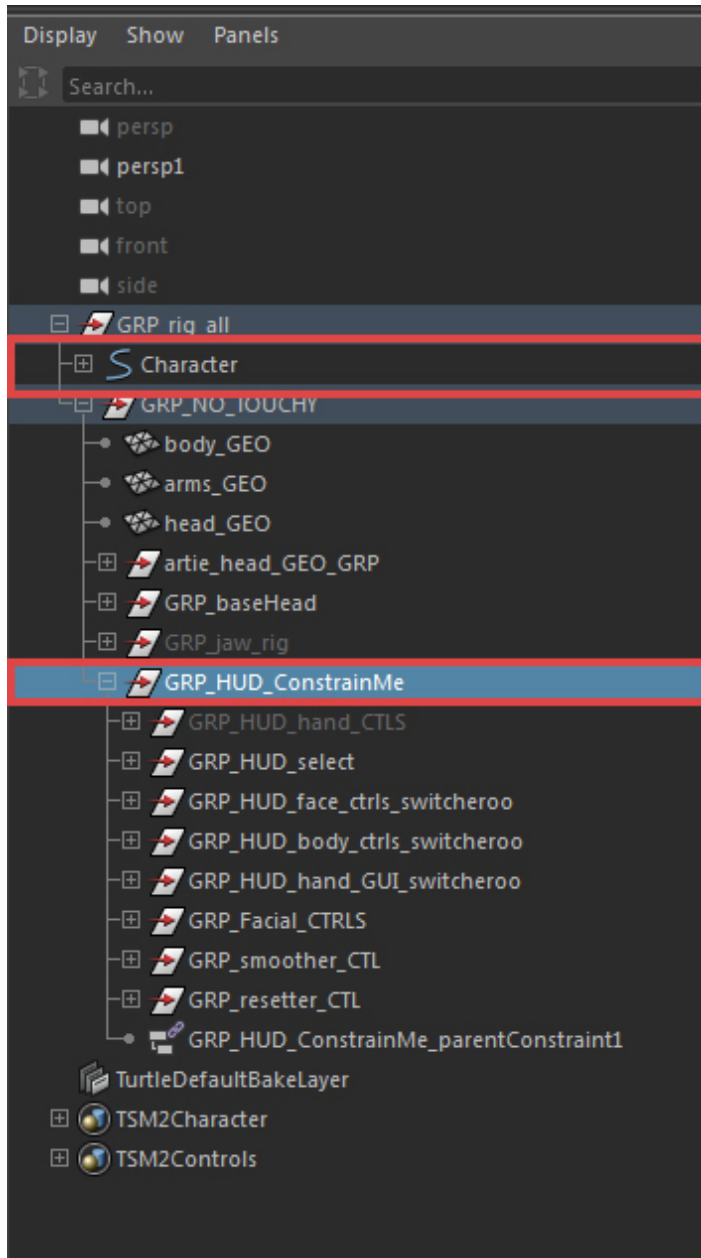 Display Show Panels
Search...
persp
persp1
top
front
side
GRP_rig_all
Character
GRP_NO_TOUCHY
body_GEO
arms_GEO
head_GEO
artie_head_GEO_GRP
GRP_baseHead
GRP_jaw_rig
GRP_HUD_ConstrainMe
GRP_HUD_hand_CTLS
GRP_HUD_select
GRP_HUD_face_ctrls_switcheroo
GRP_HUD_body_ctrls_switcheroo
GRP_HUD_hand_GUI_switcheroo
GRP_Facial_CTRLS
GRP_smoother_CTL
GRP_resetter_CTL
GRP_HUD_ConstrainMe_parentConstraint1
TurtleDefaultBakeLayer
TSM2Character
TSM2Controls